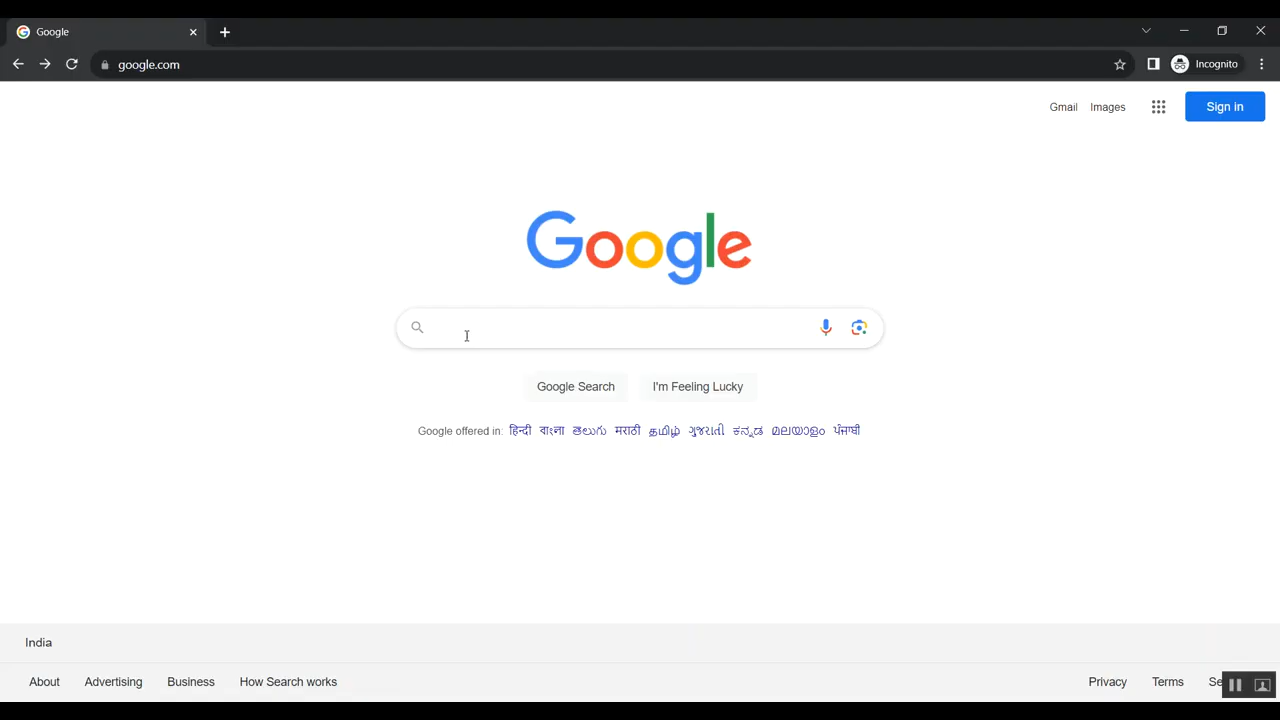 Google
google.com
Incognito
Gmail Images Sign in
Google
Google Search I'm Feeling Lucky
Google offered in: हिन्दी বাংলা తెలుగు मराठी தமிழ் ગુજરાતી ಕನ್ನಡ മലയാളം ਪੰਜਾਬੀ
India
About Advertising Business How Search works Privacy Terms Se